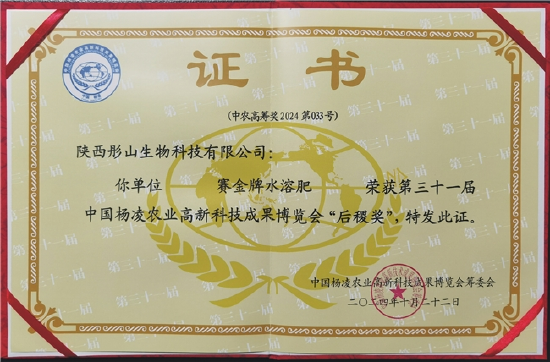 证 书
(中农高筹奖2024第033号)
陕西彤山生物科技有限公司:
你单位 赛金牌水溶肥 荣获第三十一届
中国杨凌农业高新科技成果博览会“后稷奖”,特发此证。
中国杨凌农业高新科技成果博览会筹委会
二〇二四年十月二十二日